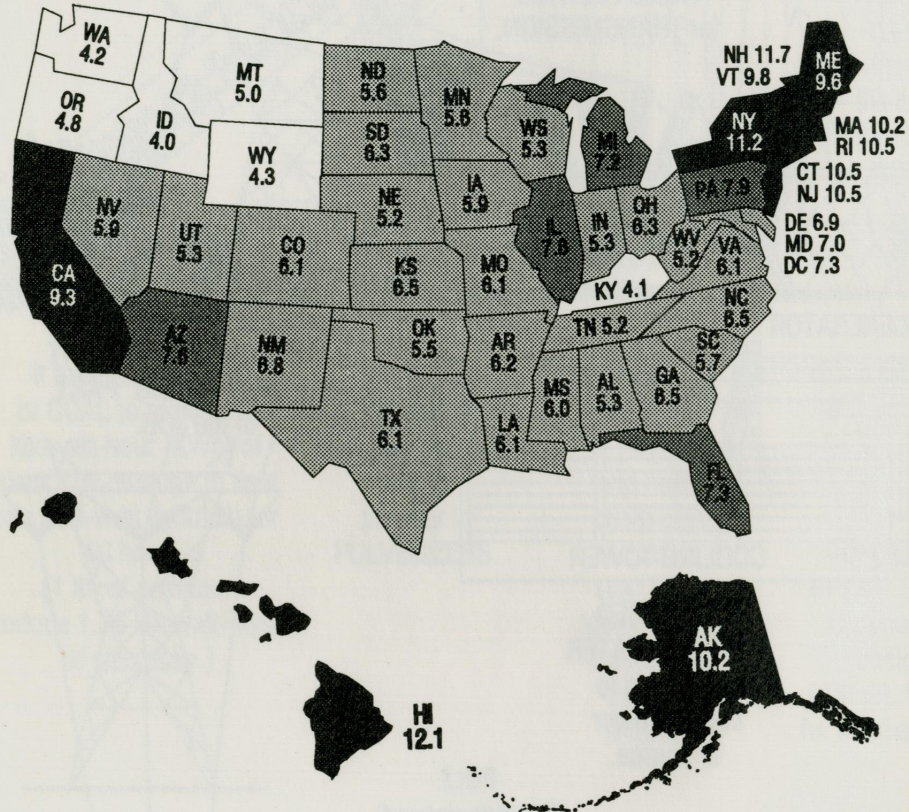 WA
4.2
MT
5.0
ND
5.6
MN
5.6
NH 11.7
VT 9.8
ME
9.6
OR
4.8
ID
4.0
WY
4.3
SD
6.3
WS
5.3
MI
7.2
NY
11.2
MA 10.2
RI 10.5
CT 10.5
NJ 10.5
PA 7.9
DE 6.9
MD 7.0
DC 7.3
NV
5.9
UT
5.3
CO
6.1
NE
5.2
IA
5.9
IL
IN
5.3
OH
6.3
WV
5.2
VA
6.1
CA
9.3
KS
6.5
MO
6.1
KY 4.1
NC
6.5
AZ
NM
6.8
OK
5.5
AR
6.2
TN 5.2
SC
5.7
TX
6.1
LA
6.1
MS
6.0
AL
5.3
GA
6.5
FL
7.3
HI
12.1
AK
10.2